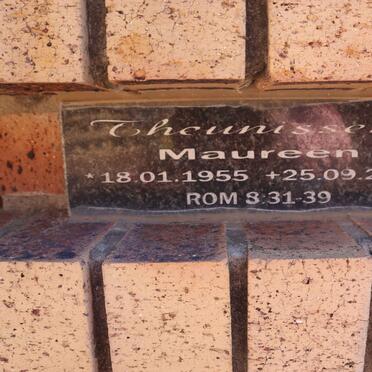 Theunisse
Maureen
* 18.01.1955 +25.09.2
ROM 8:31-39